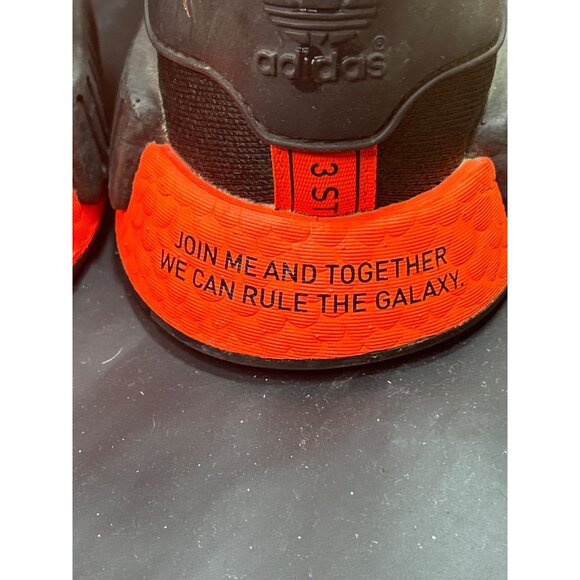 adidas®
3 ST
JOIN ME AND TOGETHER
WE CAN RULE THE GALAXY.